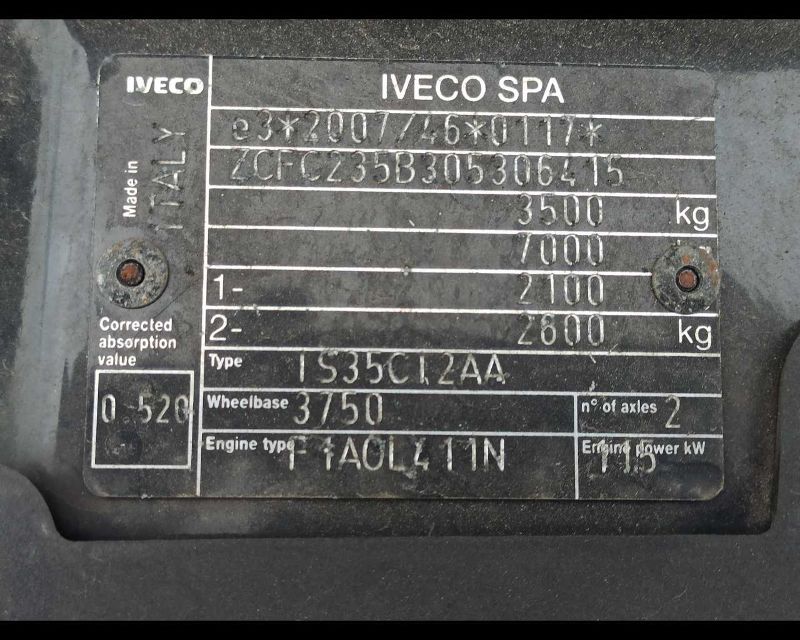 IVECO IVECO SPA
Made in ITALY
e3*2007/46*0117*
ZCFC235B305306415
3500 kg
7000
1- 2100
2- 2600 kg
Corrected absorption value
0 520
Type IS35CI2AA
Wheelbase 3750 n° of axles 2
Engine type F1AOL411N Engine power kW 115